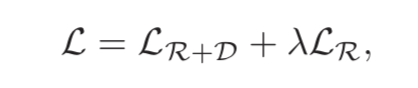 ℒ = ℒ_{ℛ+𝒟} + λℒ_ℛ,